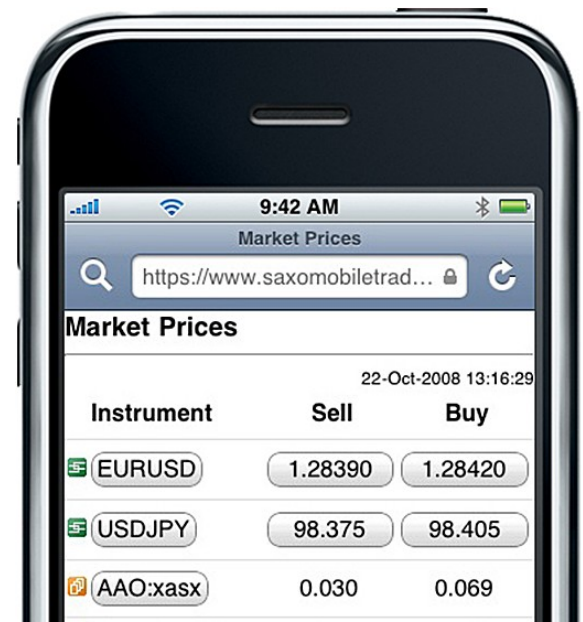 9:42 AM
Market Prices
https://www.saxomobiletrad...
Market Prices
22-Oct-2008 13:16:29
Instrument Sell Buy
EURUSD 1.28390 1.28420
USDJPY 98.375 98.405
AAO:xasx 0.030 0.069